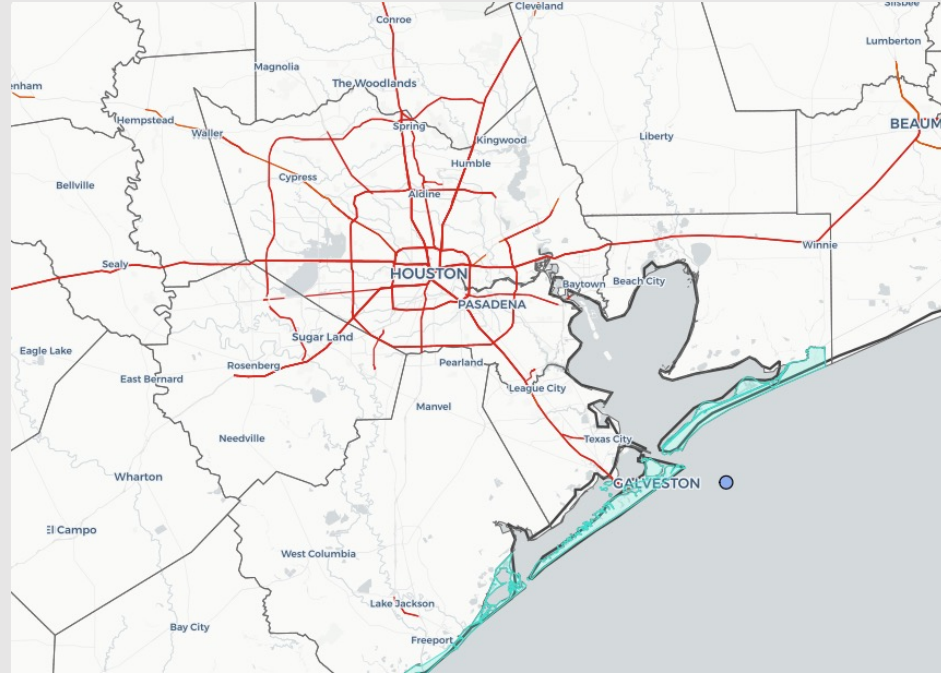 Cleveland
Silsbee
Conroe
Lumberton
Magnolia
The Woodlands
enham
Hempstead
BEAUM
Spring
Waller
Liberty
Kingwood
Humble
Cypress
Bellville
Aldine
Winnie
Sealy
HOUSTON
Baytown
Beach City
PASADENA
Sugar Land
Eagle Lake
Rosenberg
Pearland
East Bernard
League City
Manvel
Needville
Texas City
Wharton
GALVESTON
El Campo
West Columbia
Lake Jackson
Bay City
Freeport